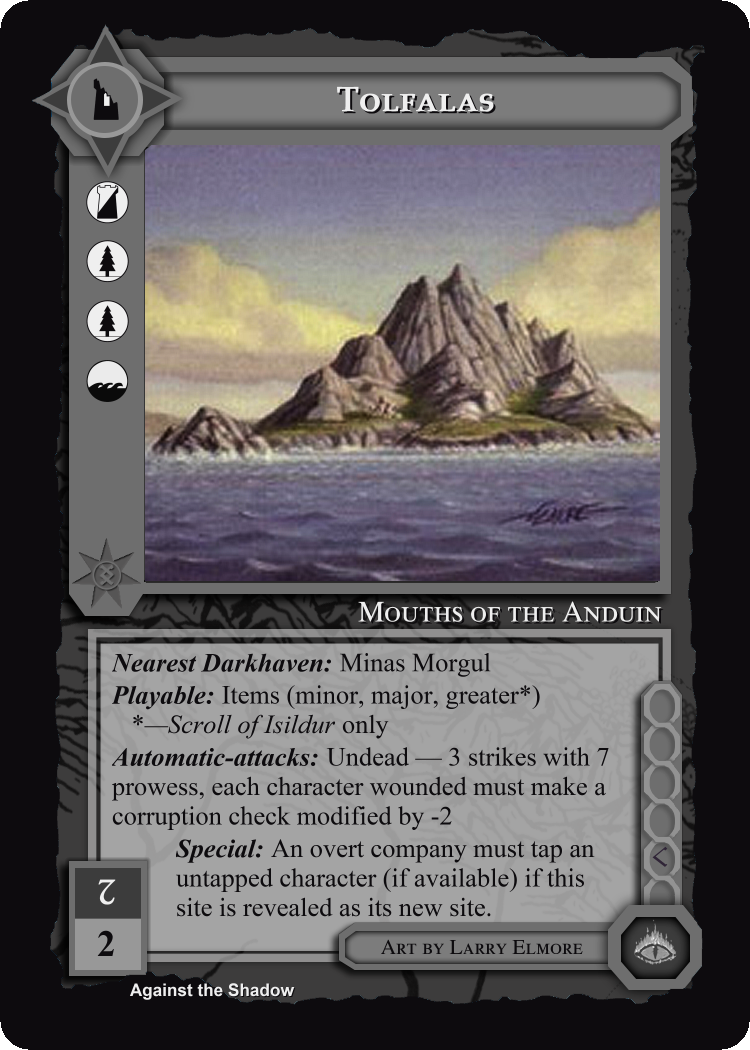 Tolfalas
Mouths of the Anduin
Nearest Darkhaven: Minas Morgul
Playable: Items (minor, major, greater*)
*—Scroll of Isildur only
Automatic-attacks: Undead — 3 strikes with 7
prowess, each character wounded must make a
corruption check modified by -2
Special: An overt company must tap an
untapped character (if available) if this
site is revealed as its new site.
2
2
Art by Larry Elmore
Against the Shadow